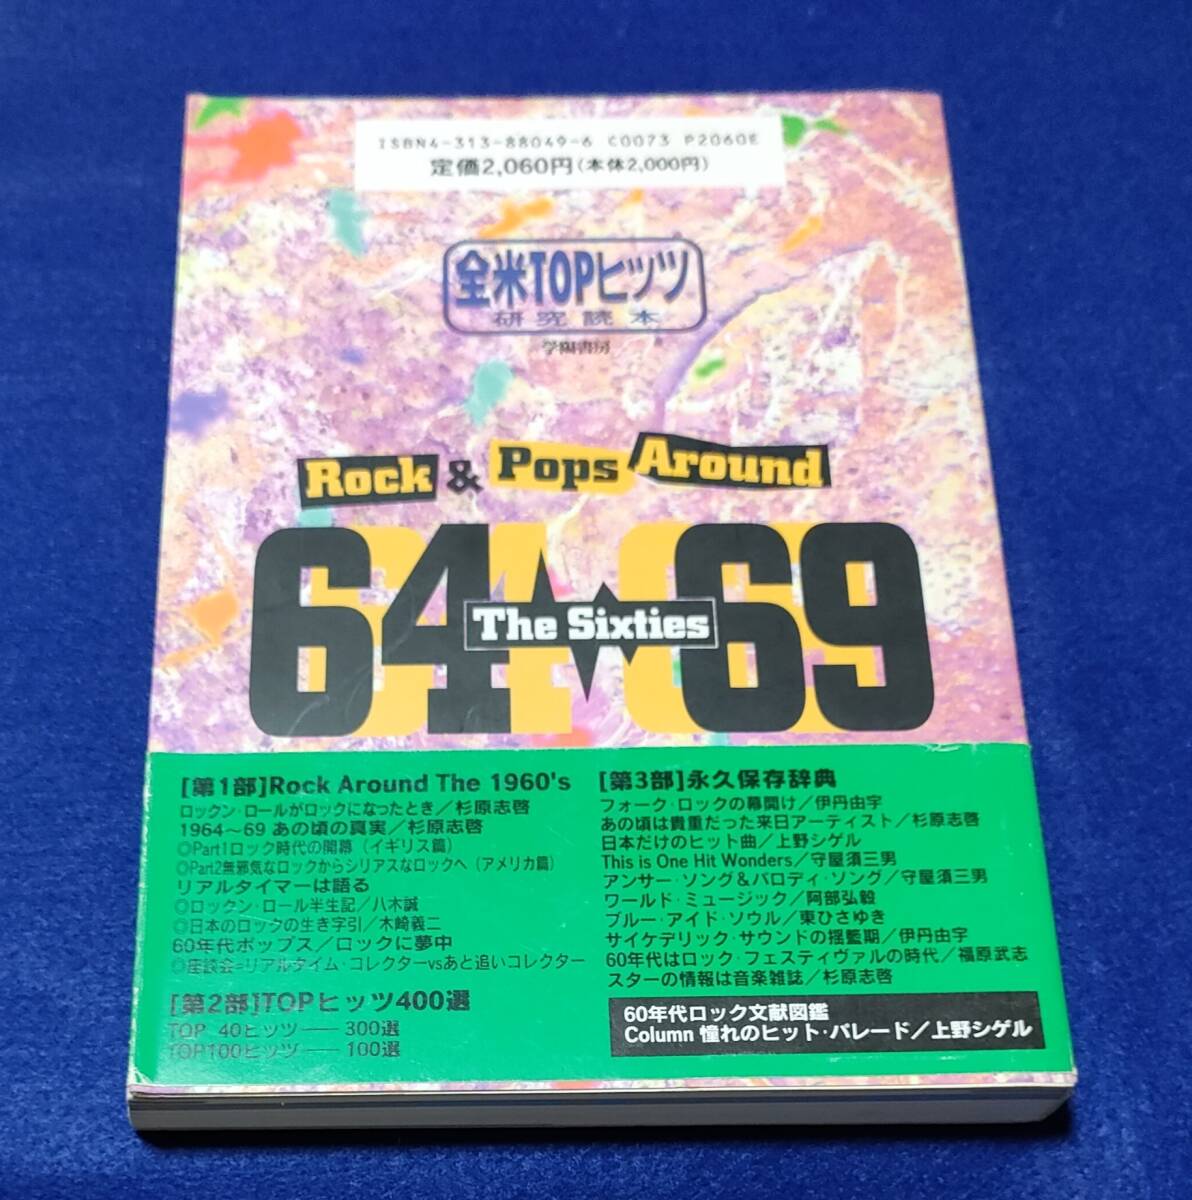 ISBN4-313-88049-6 C0073 P2060E
定価2,060円(本体2,000円)
全米TOPヒッツ
研究読本
学陽書房
Rock & Pops Around
64 69
The Sixties
[第1部]Rock Around The 1960's
ロックン・ロールがロックになったとき／杉原志啓
1964〜69 あの頃の真実／杉原志啓
◎Part1ロック時代の開幕（イギリス篇）
◎Part2無邪気なロックからシリアスなロックへ（アメリカ篇）
リアルタイマーは語る
◎ロックン・ロール半生記／八木誠
◎日本のロックの生き字引／木崎義二
60年代ポップス／ロックに夢中
◎座談会=リアルタイム・コレクターvsあと追いコレクター
[第2部]TOPヒッツ400選
TOP 40ヒッツ――300選
TOP100ヒッツ――100選
[第3部]永久保存辞典
フォーク・ロックの幕開け／伊丹由宇
あの頃は貴重だった来日アーティスト／杉原志啓
日本だけのヒット曲／上野シゲル
This is One Hit Wonders／守屋須三男
アンサー・ソング&パロディ・ソング／守屋須三男
ワールド・ミュージック／阿部弘毅
ブルー・アイド・ソウル／東ひさゆき
サイケデリック・サウンドの揺籃期／伊丹由宇
60年代はロック・フェスティヴァルの時代／福原武志
スターの情報は音楽雑誌／杉原志啓
60年代ロック文献図鑑
Column 憧れのヒット・パレード／上野シゲル